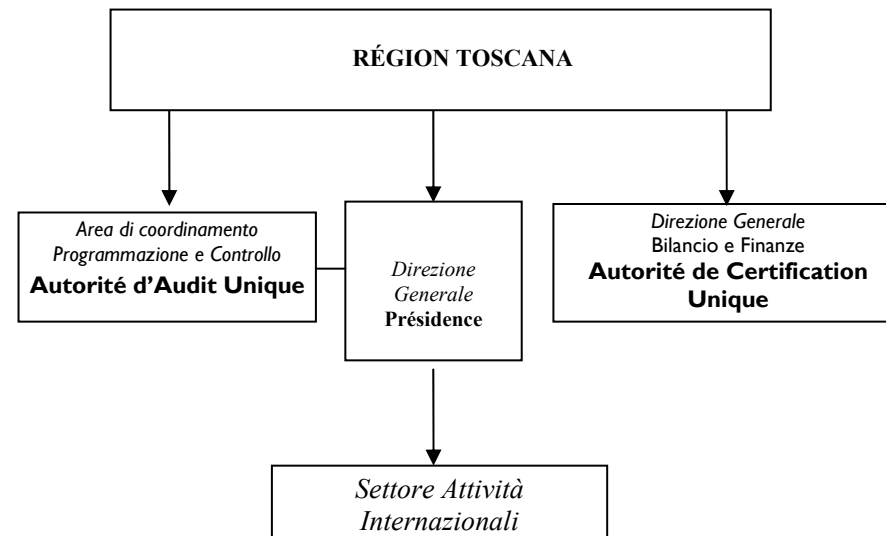 RÉGION TOSCANA
Area di coordinamento
Programmazione e Controllo
Autorité d'Audit Unique
Direzione
Generale
Présidence
Direzione Generale
Bilancio e Finanze
Autorité de Certification
Unique
Settore Attività
Internazionali